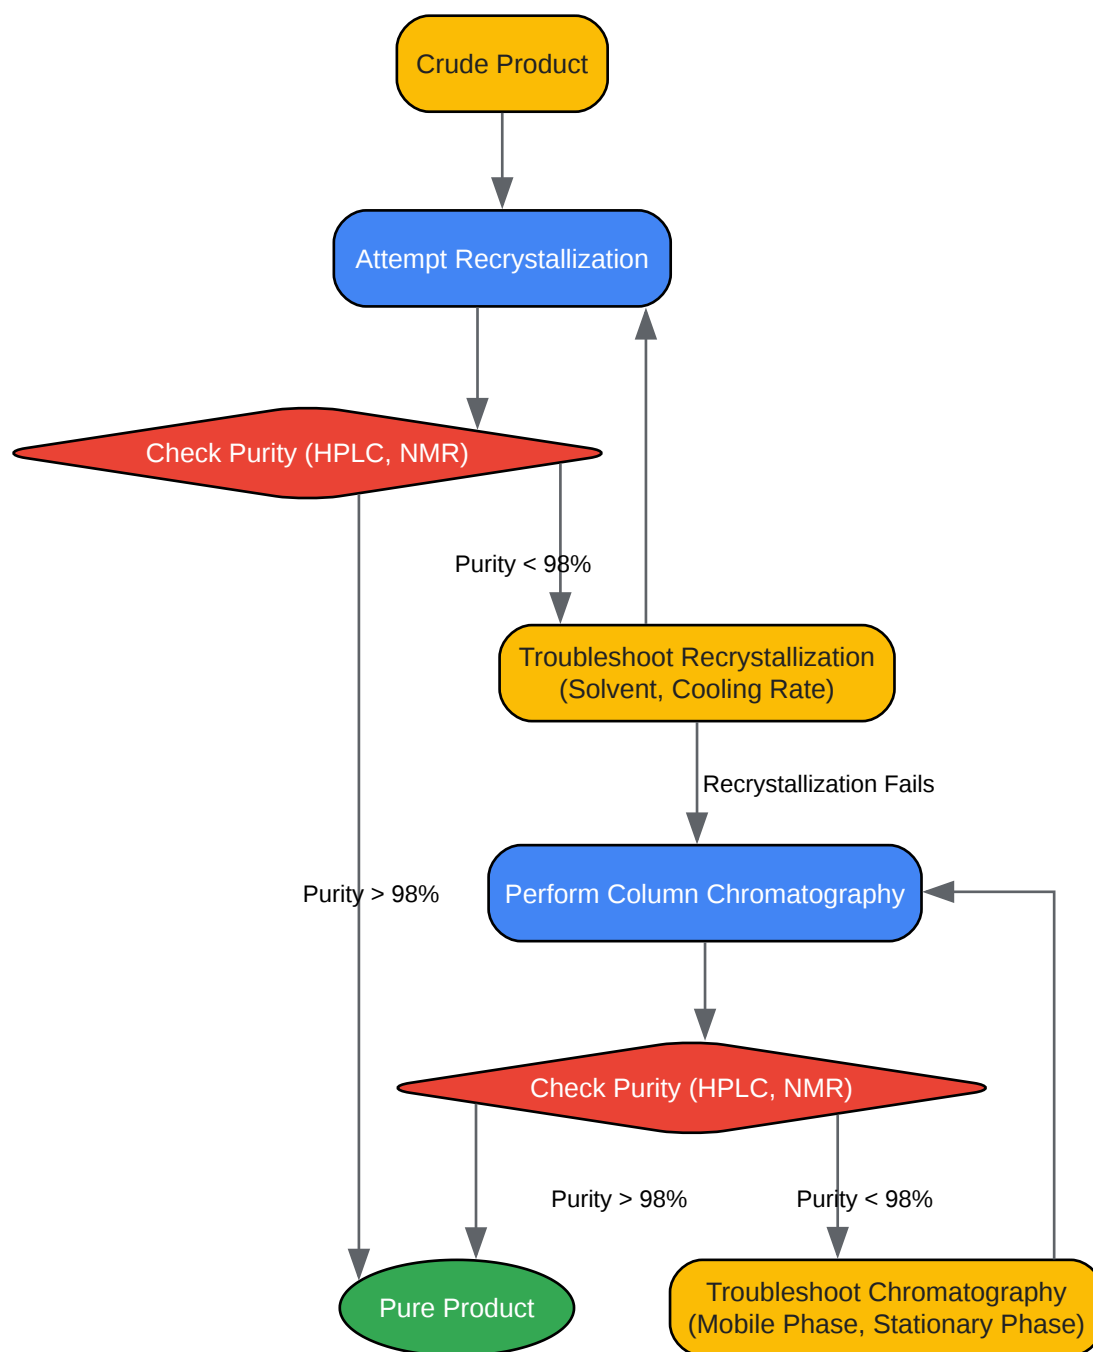 Crude Product
Attempt Recrystallization
Check Purity (HPLC, NMR)
Purity < 98%
Troubleshoot Recrystallization
(Solvent, Cooling Rate)
Recrystallization Fails
Purity > 98%
Perform Column Chromatography
Check Purity (HPLC, NMR)
Purity > 98%
Purity < 98%
Pure Product
Troubleshoot Chromatography
(Mobile Phase, Stationary Phase)